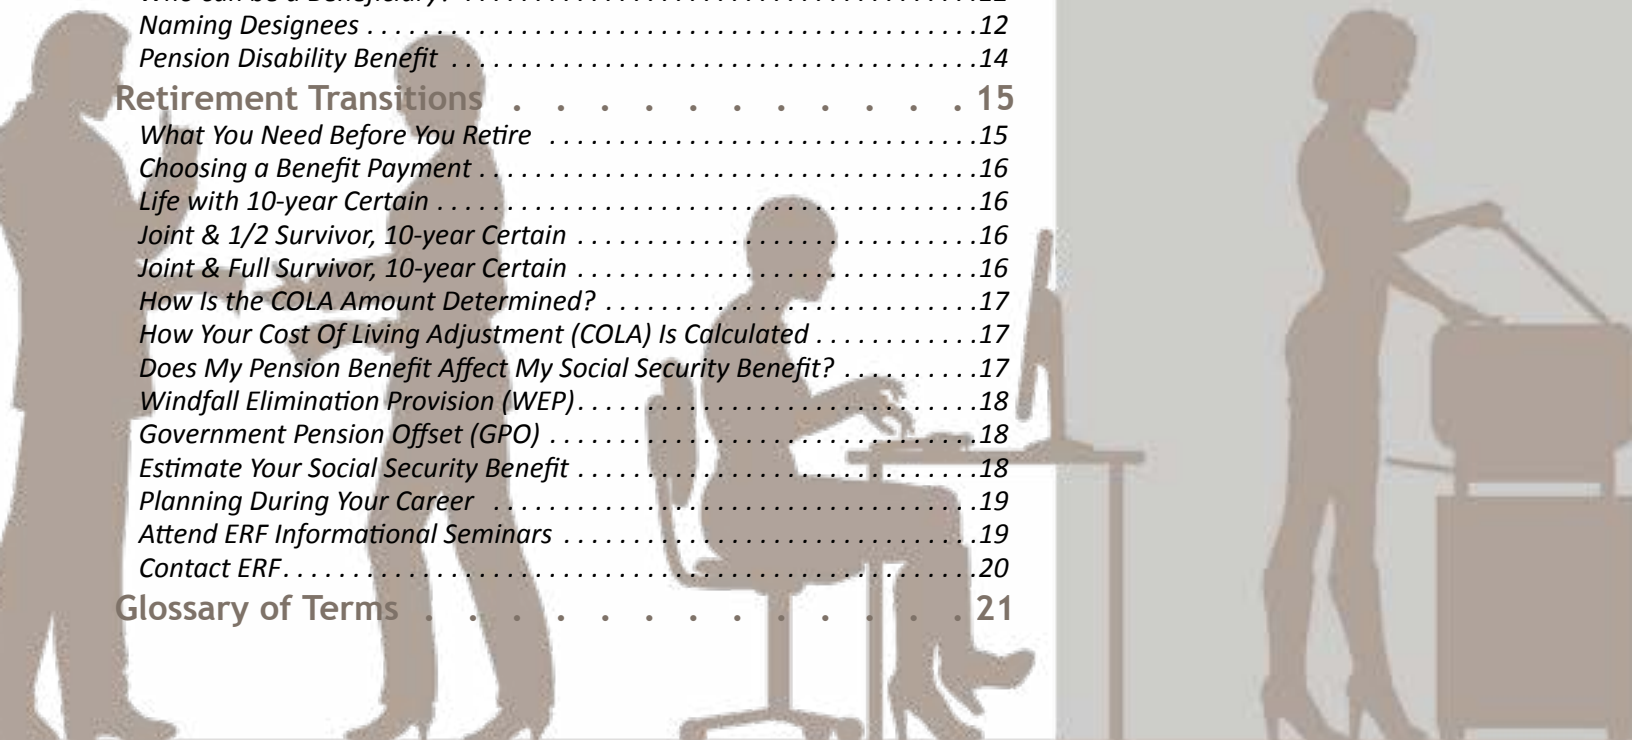 Who can be a Beneficiary? . . . . . . . . . . . . . . . . . . . . . . . . . . . . . . . . . . . . . .
Naming Designees . . . . . . . . . . . . . . . . . . . . . . . . . . . . . . . . . . . . . . . . . . . . .12
Pension Disability Benefit . . . . . . . . . . . . . . . . . . . . . . . . . . . . . . . . . . . . . . .14
Retirement Transitions . . . . . . . . . . . 15
What You Need Before You Retire . . . . . . . . . . . . . . . . . . . . . . . . . . . . . . . .15
Choosing a Benefit Payment . . . . . . . . . . . . . . . . . . . . . . . . . . . . . . . . . . . . .16
Life with 10-year Certain . . . . . . . . . . . . . . . . . . . . . . . . . . . . . . . . . . . . . . . .16
Joint & 1/2 Survivor, 10-year Certain . . . . . . . . . . . . . . . . . . . . . . . . . . . . . .16
Joint & Full Survivor, 10-year Certain . . . . . . . . . . . . . . . . . . . . . . . . . . . . . .16
How Is the COLA Amount Determined? . . . . . . . . . . . . . . . . . . . . . . . . . . . .17
How Your Cost Of Living Adjustment (COLA) Is Calculated . . . . . . . . . . . .17
Does My Pension Benefit Affect My Social Security Benefit? . . . . . . . . . .17
Windfall Elimination Provision (WEP) . . . . . . . . . . . . . . . . . . . . . . . . . . . . . .18
Government Pension Offset (GPO) . . . . . . . . . . . . . . . . . . . . . . . . . . . . . . . .18
Estimate Your Social Security Benefit . . . . . . . . . . . . . . . . . . . . . . . . . . . . . .18
Planning During Your Career . . . . . . . . . . . . . . . . . . . . . . . . . . . . . . . . . . . .19
Attend ERF Informational Seminars . . . . . . . . . . . . . . . . . . . . . . . . . . . . . . .19
Contact ERF. . . . . . . . . . . . . . . . . . . . . . . . . . . . . . . . . . . . . . . . . . . . . . . . . . .20
Glossary of Terms . . . . . . . . . . . . . 21